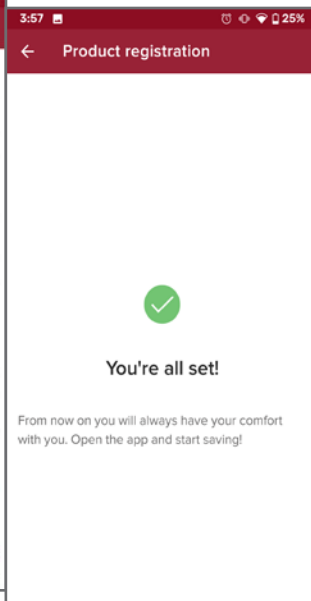 3:57 25%
Product registration
You're all set!
From now on you will always have your comfort
with you. Open the app and start saving!